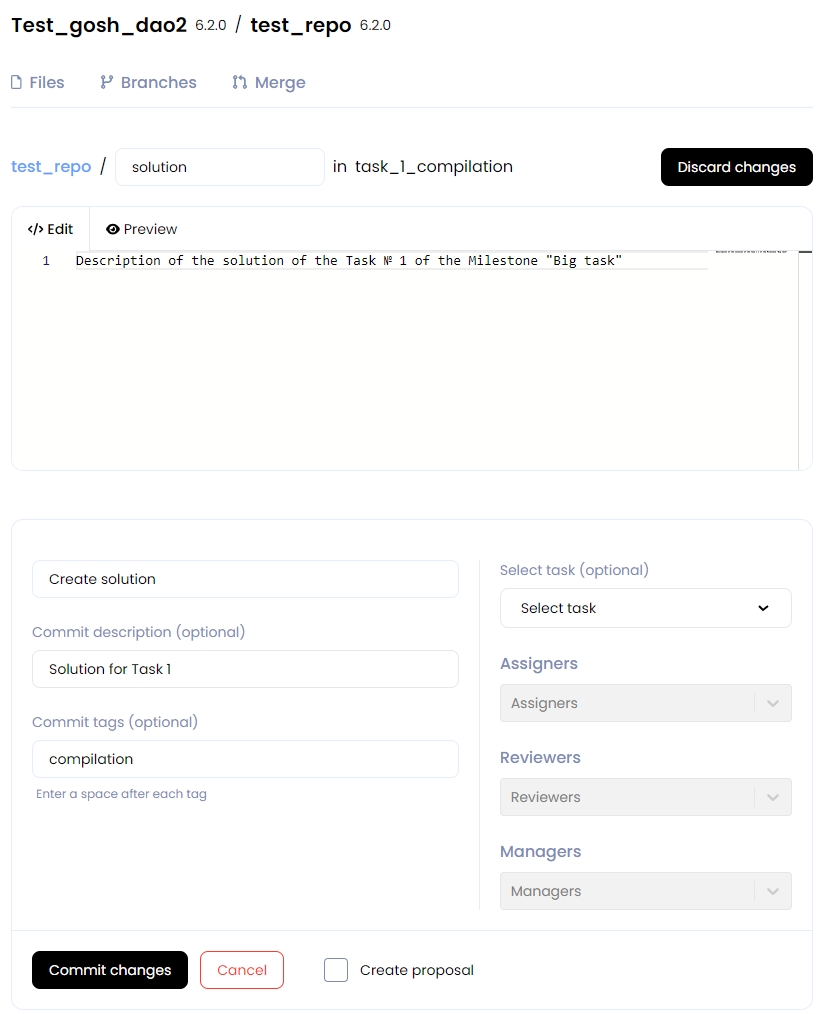 Test_gosh_dao2 6.2.0 / test_repo 6.2.0
Files Branches Merge
test_repo / solution in task_1_compilation Discard changes
</> Edit Preview
1 Description of the solution of the Task № 1 of the Milestone "Big task"
Create solution
Commit description (optional)
Solution for Task 1
Commit tags (optional)
compilation
Enter a space after each tag
Select task (optional)
Select task
Assigners
Assigners
Reviewers
Reviewers
Managers
Managers
Commit changes Cancel Create proposal